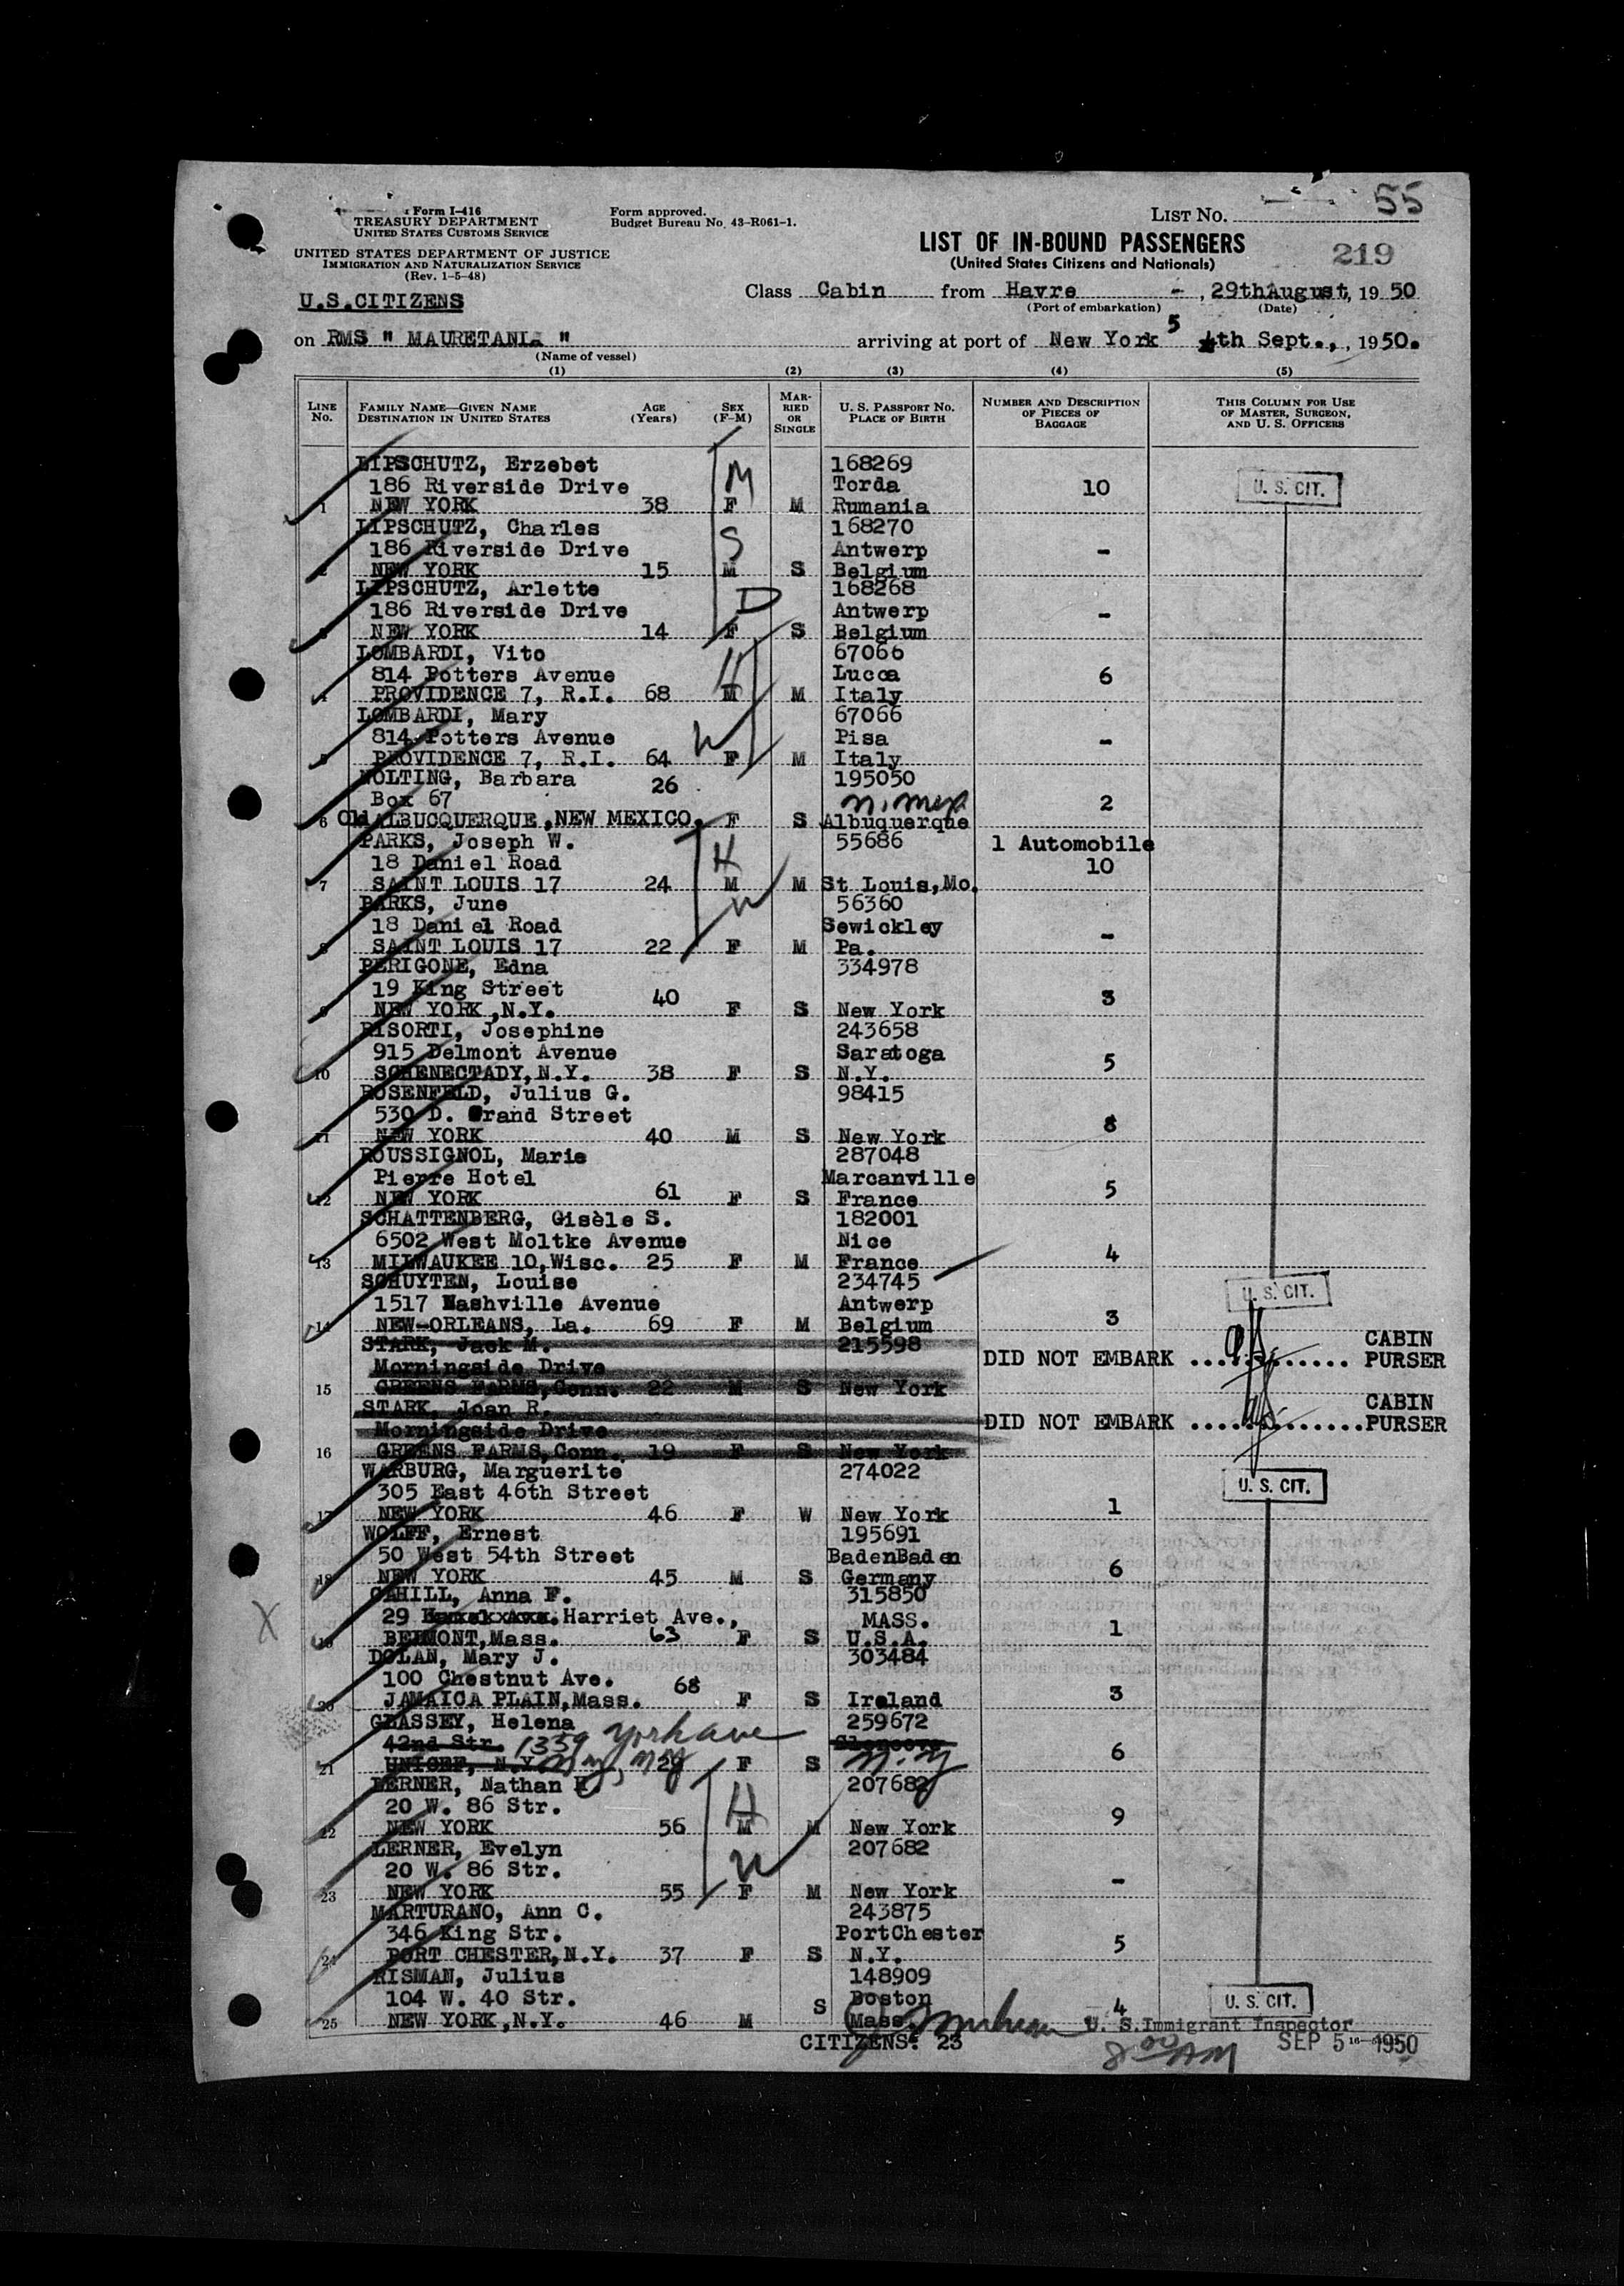 Form I-416
TREASURY DEPARTMENT
UNITED STATES CUSTOMS SERVICE
UNITED STATES DEPARTMENT OF JUSTICE
IMMIGRATION AND NATURALIZATION SERVICE
(Rev. 1-5-48)
Form approved.
Budget Bureau No. 43-R061-1.
LIST NO. 55
LIST OF IN-BOUND PASSENGERS
219
(United States Citizens and Nationals)
U.S.CITIZENS
Class Cabin from Havre - , 29thAugust, 19 50
(Port of embarkation) (Date)
on RMS " MAURETANIA " arriving at port of New York 5 4th Sept., , 1950.
(Name of vessel)
(1) (2) (3) (4) (5)
LINE No. FAMILY NAME—GIVEN NAME DESTINATION IN UNITED STATES AGE (Years) SEX (F-M) MARRIED OR SINGLE U. S. PASSPORT NO. PLACE OF BIRTH NUMBER AND DESCRIPTION OF PIECES OF BAGGAGE THIS COLUMN FOR USE OF MASTER, SURGEON, AND U. S. OFFICERS
LIPSCHUTZ, Erzebet 168269
186 Riverside Drive M Torda 10 U. S. CIT.
1 NEW YORK 38 F M Rumania
LIPSCHUTZ, Charles 168270
186 Riverside Drive S Antwerp -
2 NEW YORK 15 M S Belgium
LIPSCHUTZ, Arlette D 168268
186 Riverside Drive Antwerp -
3 NEW YORK 14 F S Belgium
LOMBARDI, Vito 67066
814 Potters Avenue H Lucca 6
4 PROVIDENCE 7, R.I. 68 M M Italy
LOMBARDI, Mary 67066
814 Potters Avenue W Pisa -
5 PROVIDENCE 7, R.I. 64 F M Italy
NOLTING, Barbara 26 195050
Box 67 N. Mex 2
6 Old ALBUCQUERQUE,NEW MEXICO. F S Albuquerque
PARKS, Joseph W. H 55686 1 Automobile
18 Daniel Road 10
7 SAINT LOUIS 17 24 M M St Louis,Mo.
PARKS, June W 56360
18 Daniel Road Sewickley -
8 SAINT LOUIS 17 22 F M Pa.
PERIGONE, Edna 334978
19 King Street 40 3
9 NEW YORK,N.Y. F S New York
RISORTI, Josephine 243658
915 Delmont Avenue Saratoga 5
10 SCHENECTADY,N.Y. 38 F S N.Y.
ROSENFELD, Julius G. 98415
530 D. Grand Street 8
11 NEW YORK 40 M S New York
ROUSSIGNOL, Marie 287048
Pierre Hotel Marcanville 5
12 NEW YORK 61 F S France
SCHATTENBERG, Gisèle S. 182001
6502 West Moltke Avenue Nice 4
13 MILWAUKEE 10,Wisc. 25 F M France
SCHUYTEN, Louise 234745 U. S. CIT.
1517 Nashville Avenue Antwerp 3
14 NEW-ORLEANS, La. 69 F M Belgium
STARK, Jack M. 215598 CABIN
Morningside Drive DID NOT EMBARK .............. PURSER
15 GREENS FARMS,Conn. 22 M S New York
STARK, Joan R. CABIN
Morningside Drive DID NOT EMBARK .............. PURSER
16 GREENS FARMS,Conn. 19 F S New York
WARBURG, Marguerite 274022 U. S. CIT.
305 East 46th Street 1
17 NEW YORK 46 F W New York
WOLFF, Ernest 195691
50 West 54th Street BadenBaden 6
18 NEW YORK 45 M S Germany
CAHILL, Anna F. 315850
29 Harriet Ave., MASS. 1
19 BELMONT,Mass. 63 F S U.S.A.
DOLAN, Mary J. 303484
100 Chestnut Ave. 68 3
20 JAMAICA PLAIN,Mass. F S Ireland
GLASSEY, Helena 259672
42nd Str. 1339 York ave Glencove 6
21 UNICEF, N.Y. N.Y., N.Y 29 F S N.Y
LERNER, Nathan H. 207682
20 W. 86 Str. H 9
22 NEW YORK 56 M M New York
LERNER, Evelyn 207682
20 W. 86 Str. W -
23 NEW YORK 55 F M New York
MARTURANO, Ann C. 243875
346 King Str. PortChester 5
24 PORT CHESTER,N.Y. 37 F S N.Y.
RISMAN, Julius 148909
104 W. 40 Str. S Boston 4 U. S. CIT.
25 NEW YORK,N.Y. 46 M Mass. U. S.Immigrant Inspector
CITIZENS: 23 8 00 AM SEP 5 1950